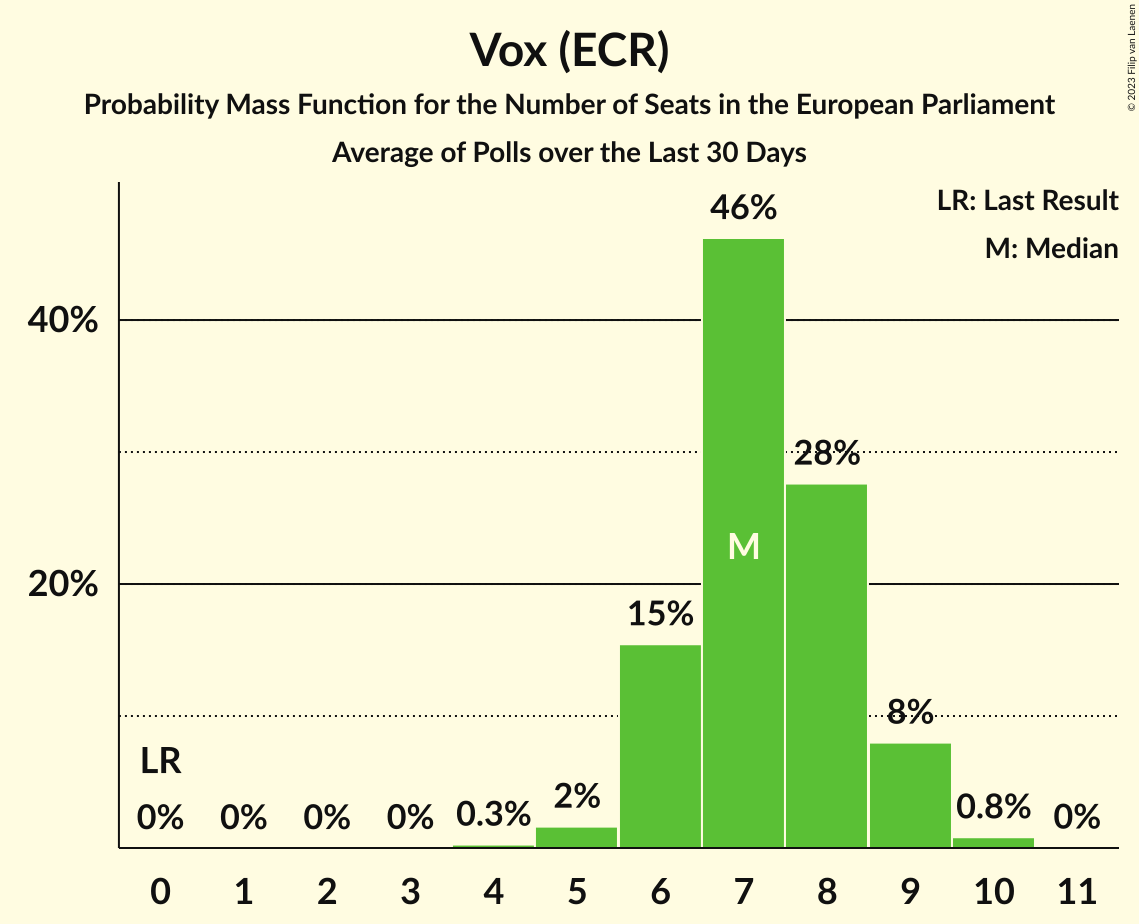 Vox (ECR)
Probability Mass Function for the Number of Seats in the European Parliament
Average of Polls over the Last 30 Days
© 2023 Filip van Laenen
LR: Last Result
M: Median
46%
40%
28%
M
20%
15%
8%
LR
0% 0% 0% 0% 0.3% 2% 0.8% 0%
0 1 2 3 4 5 6 7 8 9 10 11